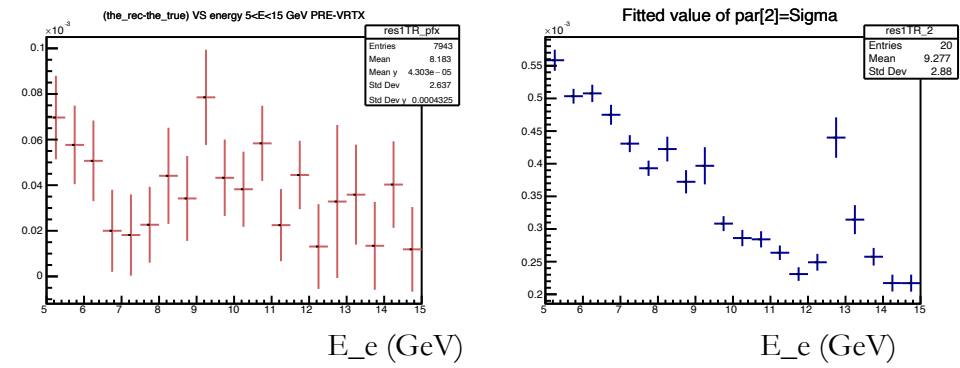 (the_rec-the_true) VS energy 5<E<15 GeV PRE-VRTX
×10⁻³
res1TR_pfx
Entries 7943
Mean 8.183
Mean y 4.303e−05
Std Dev 2.637
Std Dev y 0.0004325
0.1
0.08
0.06
0.04
0.02
0
5 6 7 8 9 10 11 12 13 14 15
E_e (GeV)
Fitted value of par[2]=Sigma
×10⁻³
res1TR_2
Entries 20
Mean 9.277
Std Dev 2.88
0.55
0.5
0.45
0.4
0.35
0.3
0.25
0.2
5 6 7 8 9 10 11 12 13 14 15
E_e (GeV)